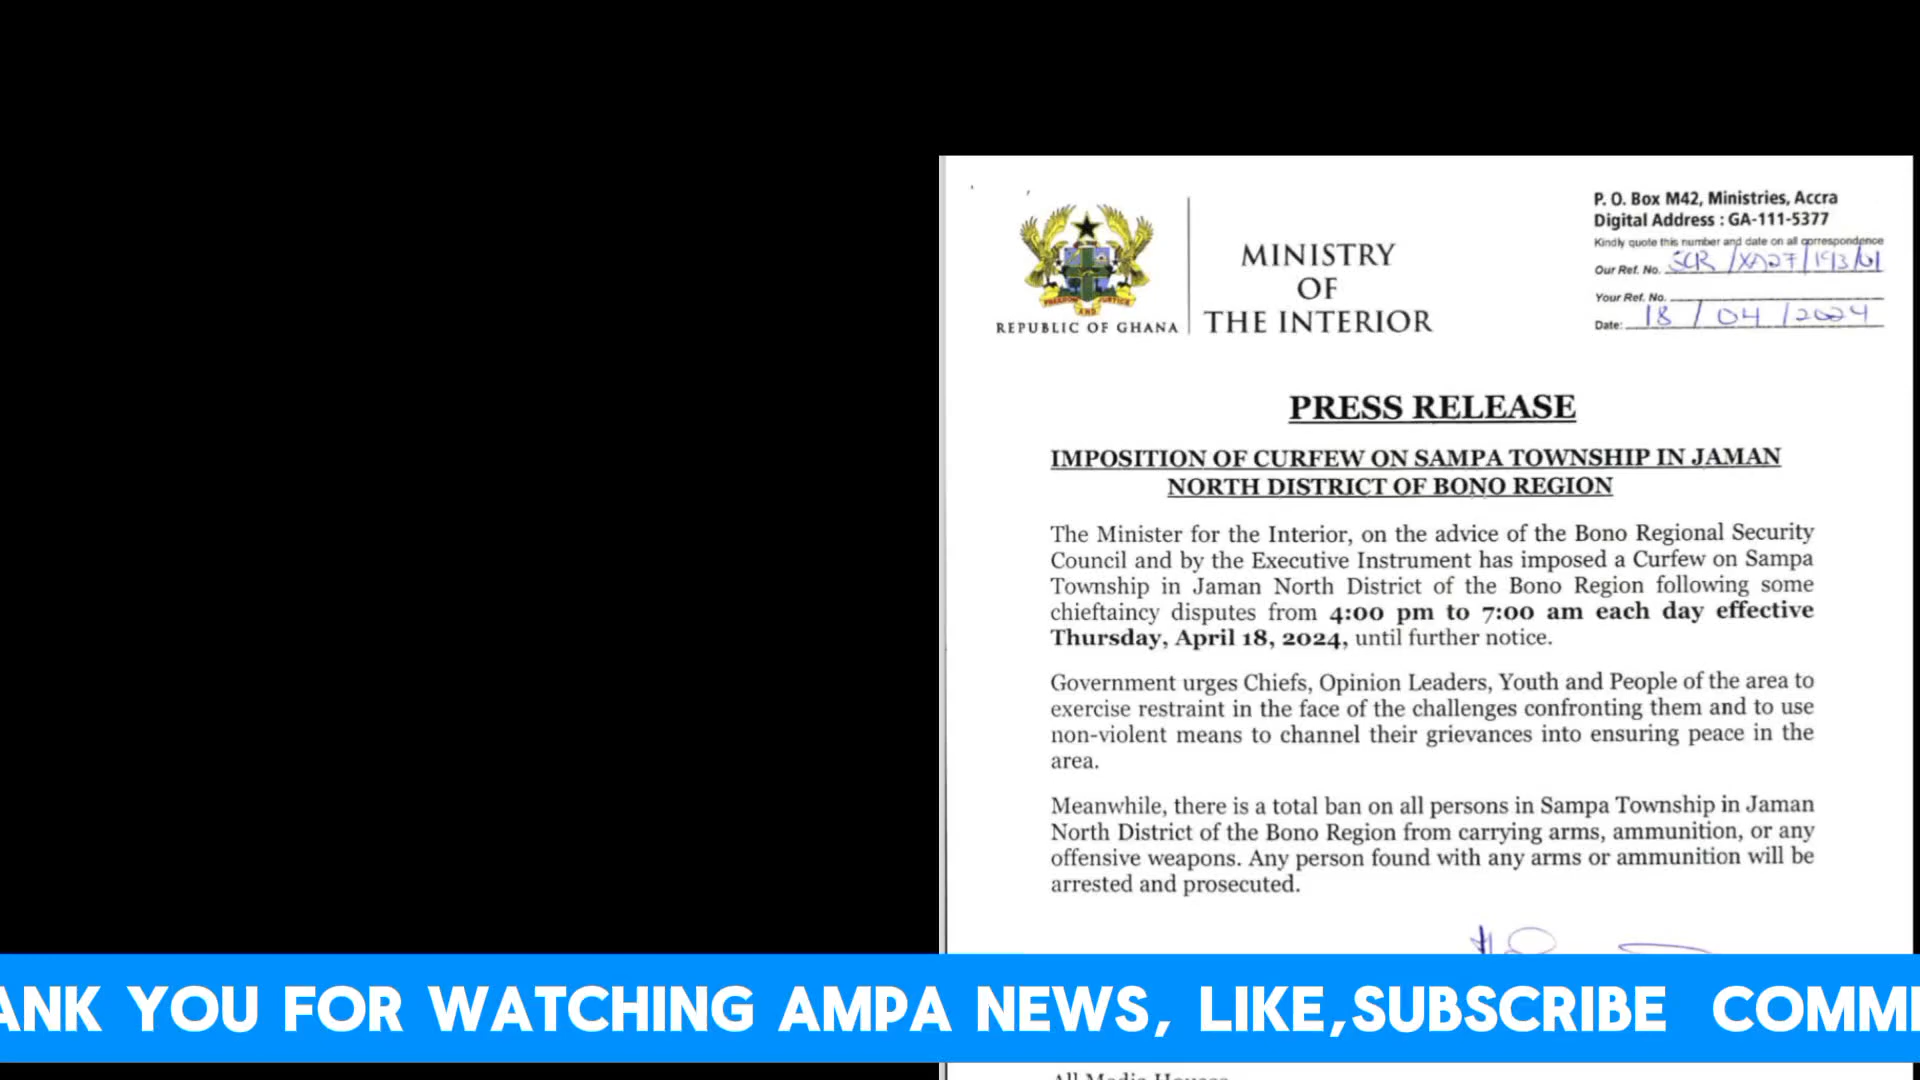 P. O. Box M42, Ministries, Accra
Digital Address : GA-111-5377
Kindly quote this number and date on all correspondence
Our Ref. No.
Your Ref. No.
Date: 18 / 04 / 2024
FREEDOM AND JUSTICE
REPUBLIC OF GHANA
MINISTRY
OF
THE INTERIOR
PRESS RELEASE
IMPOSITION OF CURFEW ON SAMPA TOWNSHIP IN JAMAN
NORTH DISTRICT OF BONO REGION
The Minister for the Interior, on the advice of the Bono Regional Security
Council and by the Executive Instrument has imposed a Curfew on Sampa
Township in Jaman North District of the Bono Region following some
chieftaincy disputes from 4:00 pm to 7:00 am each day effective
Thursday, April 18, 2024, until further notice.
Government urges Chiefs, Opinion Leaders, Youth and People of the area to
exercise restraint in the face of the challenges confronting them and to use
non-violent means to channel their grievances into ensuring peace in the
area.
Meanwhile, there is a total ban on all persons in Sampa Township in Jaman
North District of the Bono Region from carrying arms, ammunition, or any
offensive weapons. Any person found with any arms or ammunition will be
arrested and prosecuted.
ANK YOU FOR WATCHING AMPA NEWS, LIKE,SUBSCRIBE COMM
All Media Houses